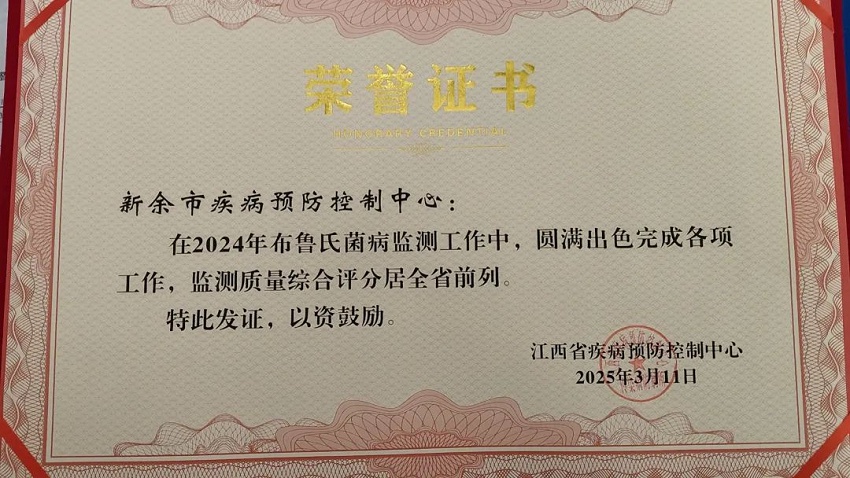 荣誉证书
HONORARY CREDENTIAL
新余市疾病预防控制中心：
在2024年布鲁氏菌病监测工作中，圆满出色完成各项
工作，监测质量综合评分居全省前列。
特此发证，以资鼓励。
江西省疾病预防控制中心
2025年3月11日